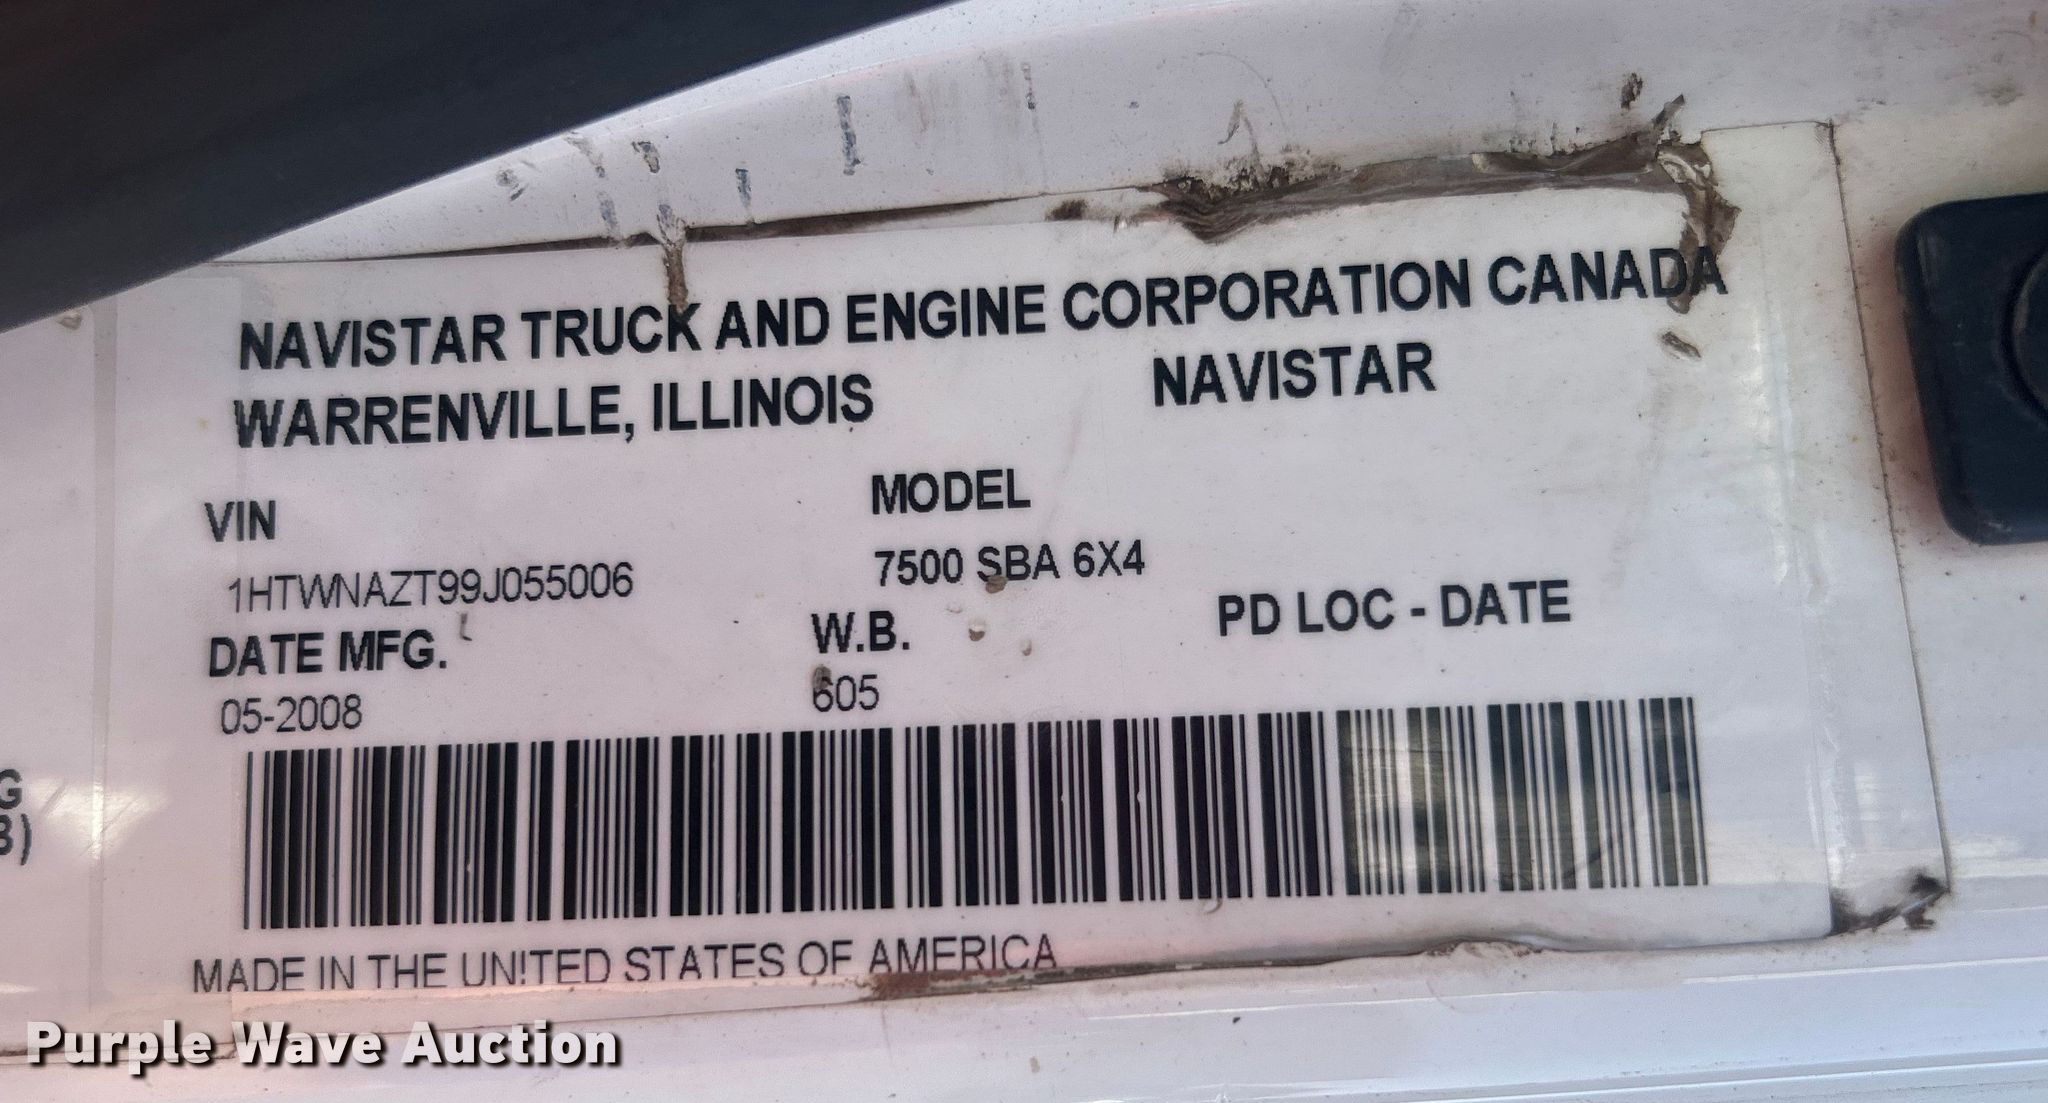 NAVISTAR TRUCK AND ENGINE CORPORATION CANADA
WARRENVILLE, ILLINOIS NAVISTAR
VIN MODEL
1HTWNAZT99J055006 7500 SBA 6X4
DATE MFG. W.B. PD LOC - DATE
05-2008 605
G
B)
MADE IN THE UNITED STATES OF AMERICA
Purple Wave Auction